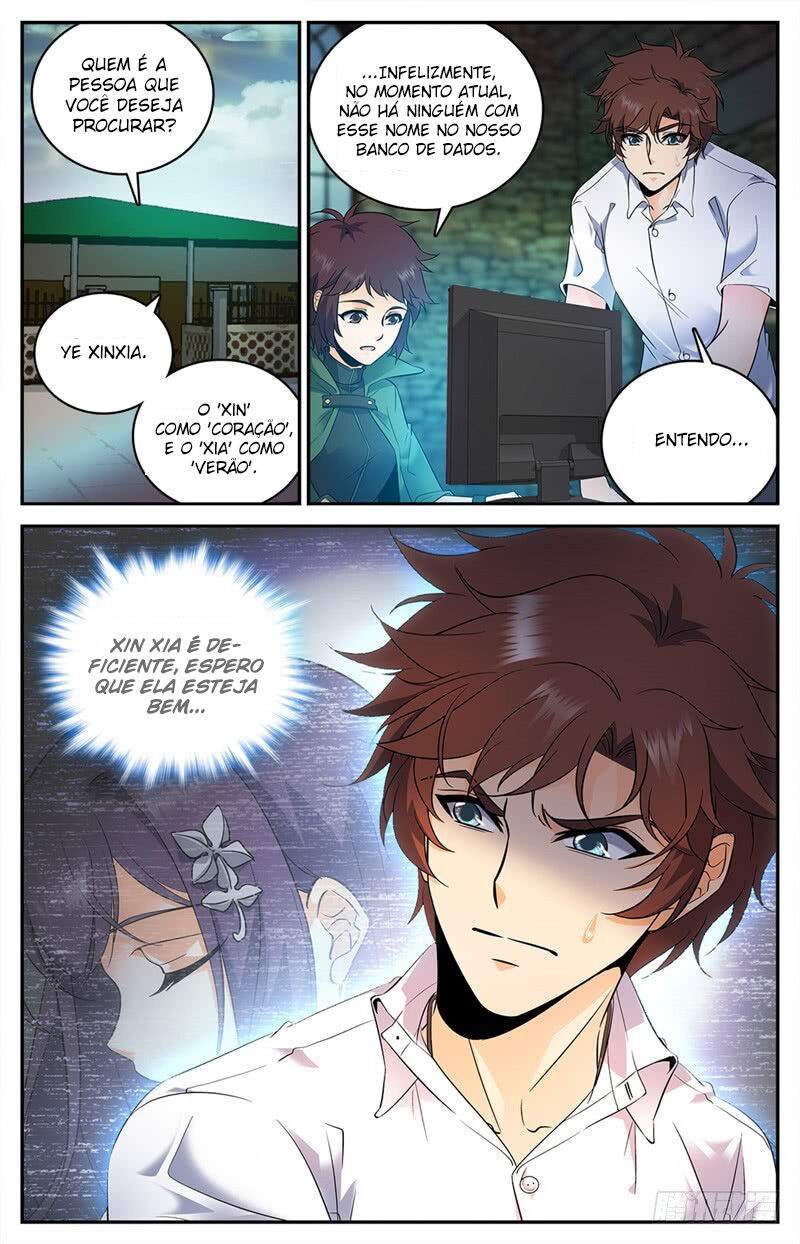 QUEM É A
PESSOA QUE
VOCÊ DESEJA
PROCURAR?
YE XINXIA.
O 'XIN'
COMO 'CORAÇÃO',
E O 'XIA' COMO
'VERÃO'.
...INFELIZMENTE,
NO MOMENTO ATUAL,
NÃO HÁ NINGUÉM COM
ESSE NOME NO NOSSO
BANCO DE DADOS.
ENTENDO...
XIN XIA É DE-
FICIENTE, ESPERO
QUE ELA ESTEJA
BEM...